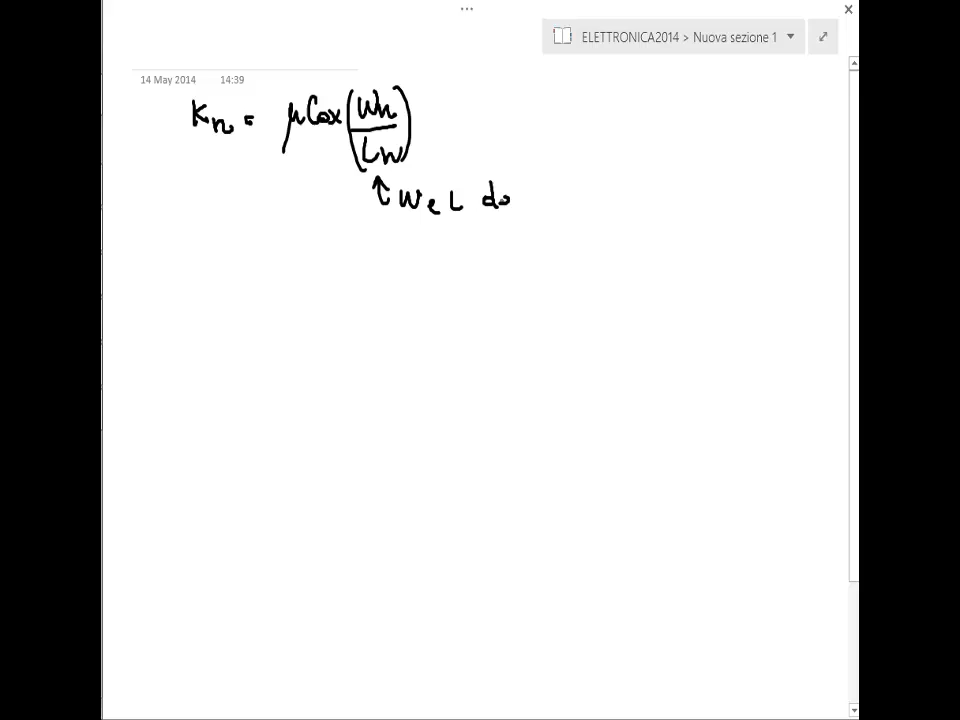 ...
ELETTRONICA2014 > Nuova sezione 1
14 May 2014 14:39
Kn = μCox (Wn/Ln)
↑ W e L do